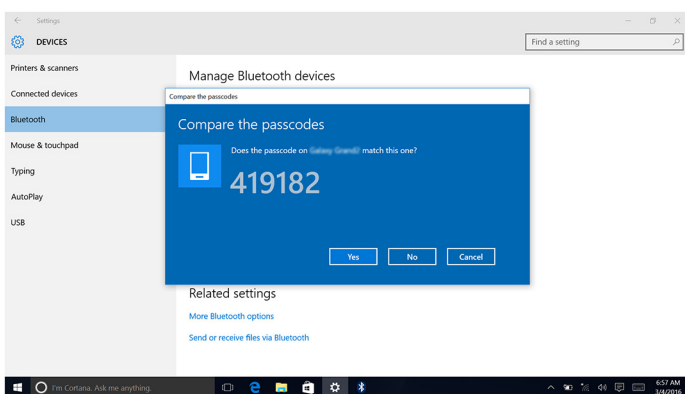 Settings
DEVICES
Find a setting
Printers & scanners
Connected devices
Bluetooth
Mouse & touchpad
Typing
AutoPlay
USB
Manage Bluetooth devices
Compare the passcodes
Compare the passcodes
Does the passcode on Galaxy Grand2 match this one?
419182
Yes No Cancel
Related settings
More Bluetooth options
Send or receive files via Bluetooth
I'm Cortana. Ask me anything.
6:57 AM
3/4/2016